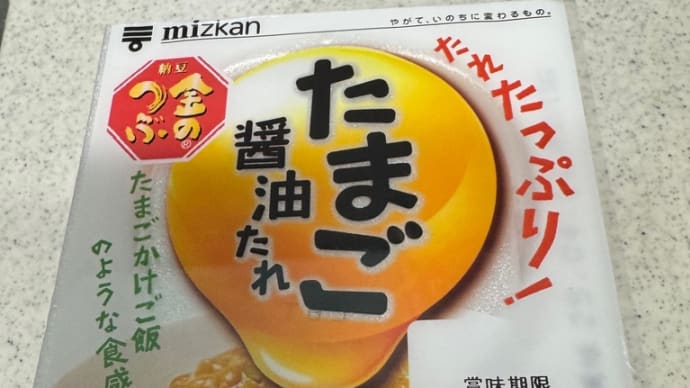 mizkan
やがて、いのちに変わるもの。
納豆
金の
つぶ®
たまご
醤油たれ
たれたっぷり!
たまごかけご飯
のような食感
賞味期限